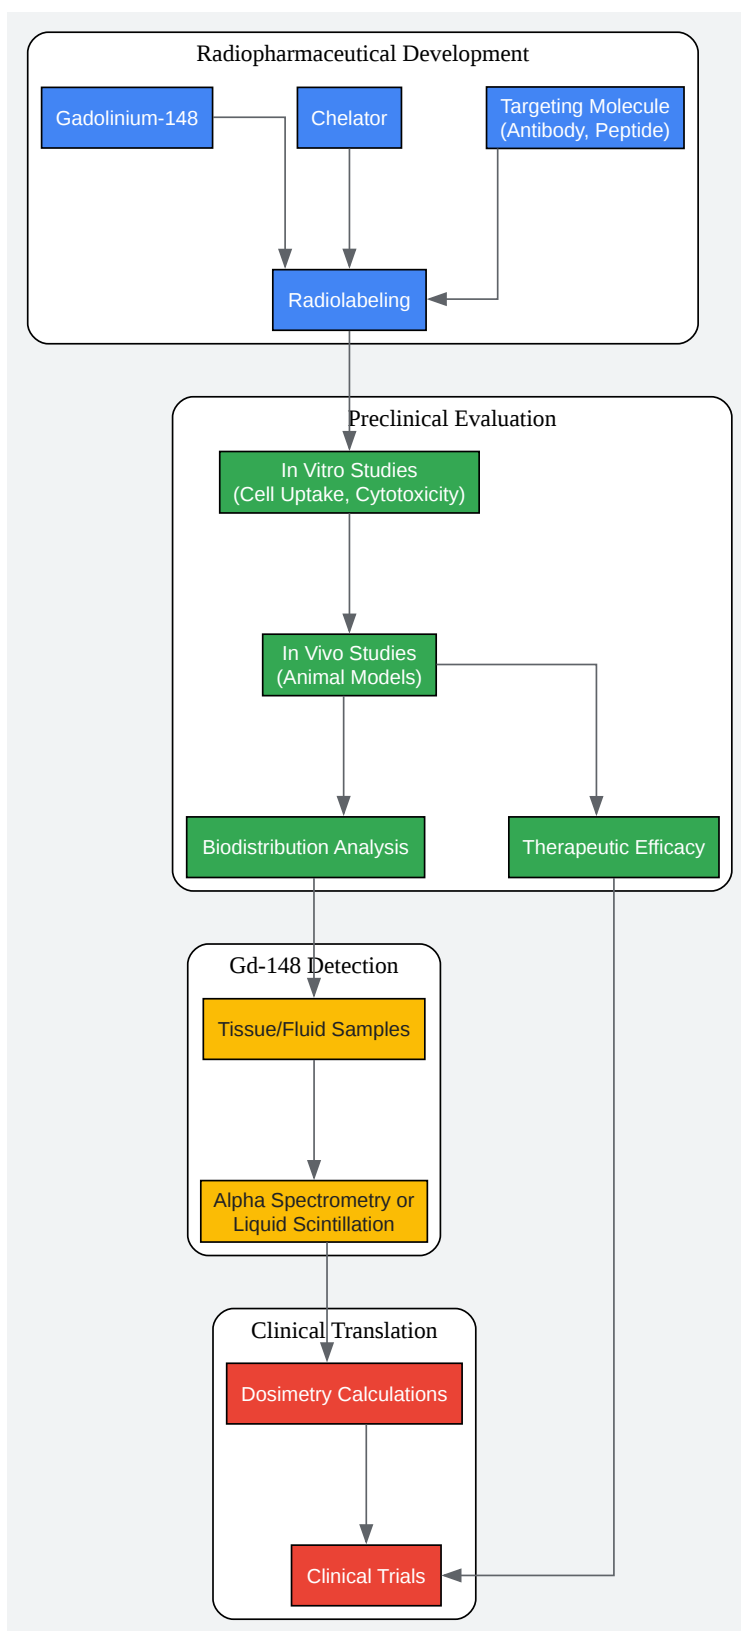 Radiopharmaceutical Development
Gadolinium-148
Chelator
Targeting Molecule
(Antibody, Peptide)
Radiolabeling
Preclinical Evaluation
In Vitro Studies
(Cell Uptake, Cytotoxicity)
In Vivo Studies
(Animal Models)
Biodistribution Analysis
Therapeutic Efficacy
Gd-148 Detection
Tissue/Fluid Samples
Alpha Spectrometry or
Liquid Scintillation
Clinical Translation
Dosimetry Calculations
Clinical Trials